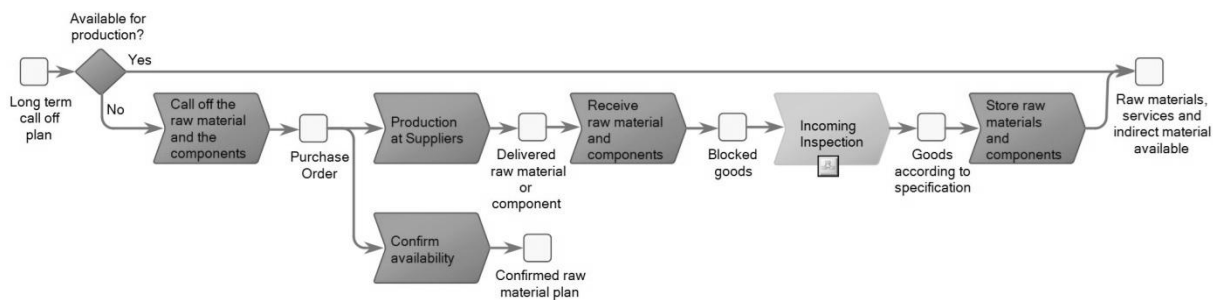 Available for
production?
Yes
No
Long term
call off
plan
Call off the
raw material
and the
components
Purchase
Order
Production
at Suppliers
Delivered
raw material
or
component
Receive
raw material
and
components
Blocked
goods
Incoming
Inspection
Goods
according to
specification
Store raw
materials
and
components
Raw materials,
services and
indirect material
available
Confirm
availability
Confirmed raw
material plan